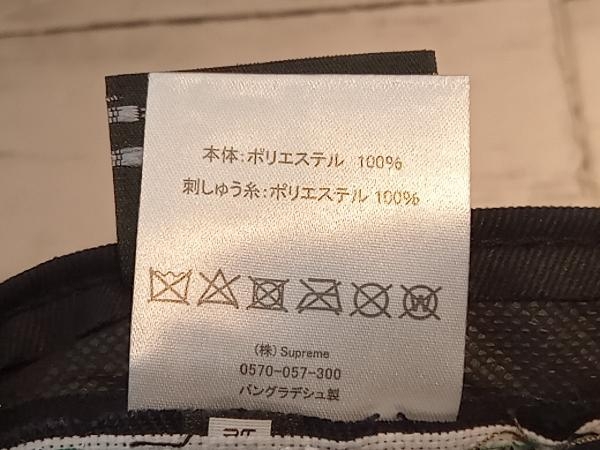 本体:ポリエステル 100%
刺しゅう糸:ポリエステル 100%
W
(株) Supreme
0570-057-300
バングラデシュ製